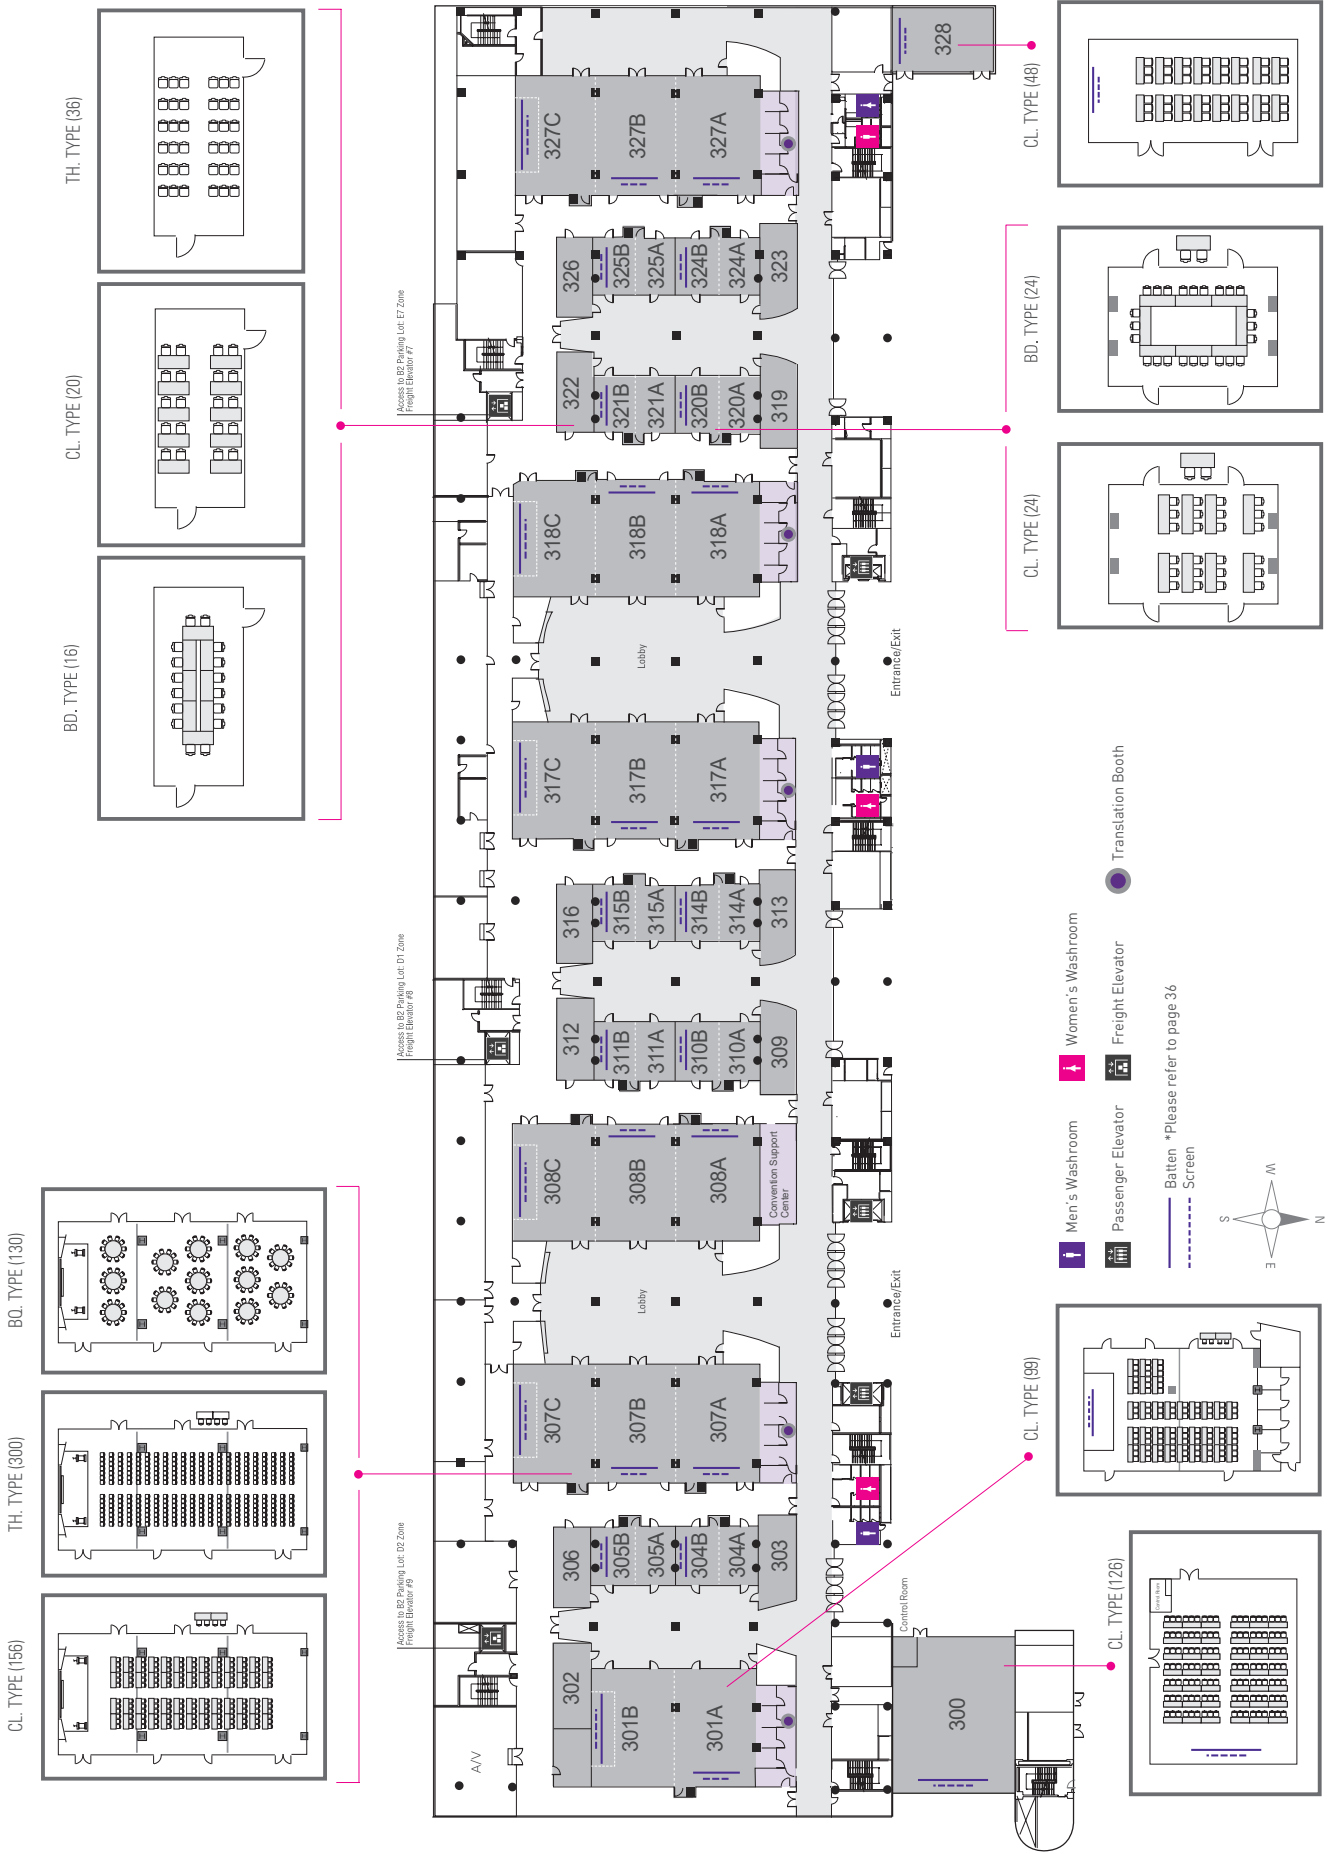 TH. TYPE (36)
CL. TYPE (20)
BD. TYPE (16)
BQ. TYPE (130)
TH. TYPE (300)
CL. TYPE (156)
Access to B2 Parking Lot: E7 Zone
Freight Elevator #7
Access to B2 Parking Lot: D1 Zone
Freight Elevator #8
Access to B2 Parking Lot: D2 Zone
Freight Elevator #9
A/V
327C
327B
327A
328
326
325B
325A
324B
324A
323
322
321B
321A
320B
320A
319
318C
318B
318A
Lobby
Entrance/Exit
317C
317B
317A
316
315B
315A
314B
314A
313
312
311B
311A
310B
310A
309
308C
308B
308A
Convention Support
Center
Lobby
Entrance/Exit
307C
307B
307A
306
305B
305A
304B
304A
303
302
301B
301A
Control Room
300
CL. TYPE (48)
BD. TYPE (24)
CL. TYPE (24)
CL. TYPE (99)
CL. TYPE (126)
Control Room
Men's Washroom
Women's Washroom
Passenger Elevator
Freight Elevator
Translation Booth
Batten *Please refer to page 36
Screen
S
W
E
N